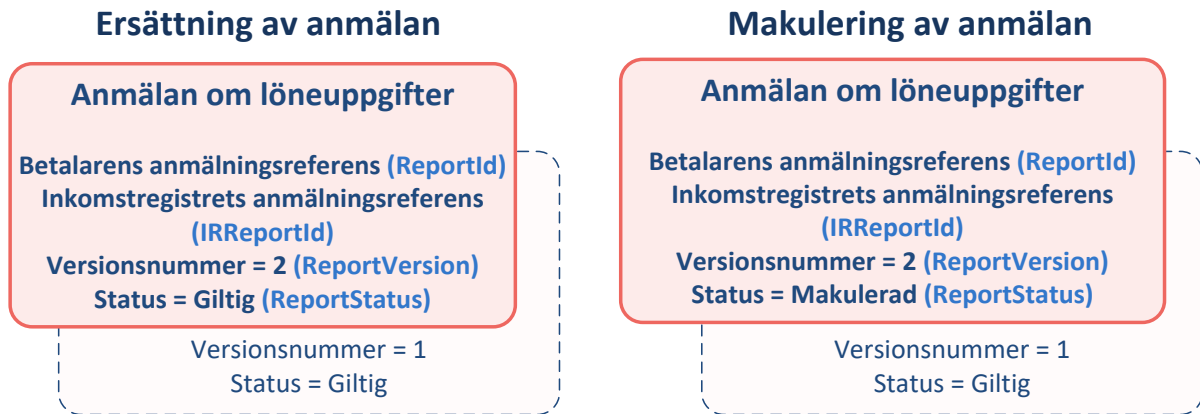 Ersättning av anmälan
Anmälan om löneuppgifter
Betalarens anmälningsreferens (ReportId)
Inkomstregistrets anmälningsreferens
(IRReportId)
Versionsnummer = 2 (ReportVersion)
Status = Giltig (ReportStatus)
Versionsnummer = 1
Status = Giltig
Makulering av anmälan
Anmälan om löneuppgifter
Betalarens anmälningsreferens (ReportId)
Inkomstregistrets anmälningsreferens
(IRReportId)
Versionsnummer = 2 (ReportVersion)
Status = Makulerad (ReportStatus)
Versionsnummer = 1
Status = Giltig